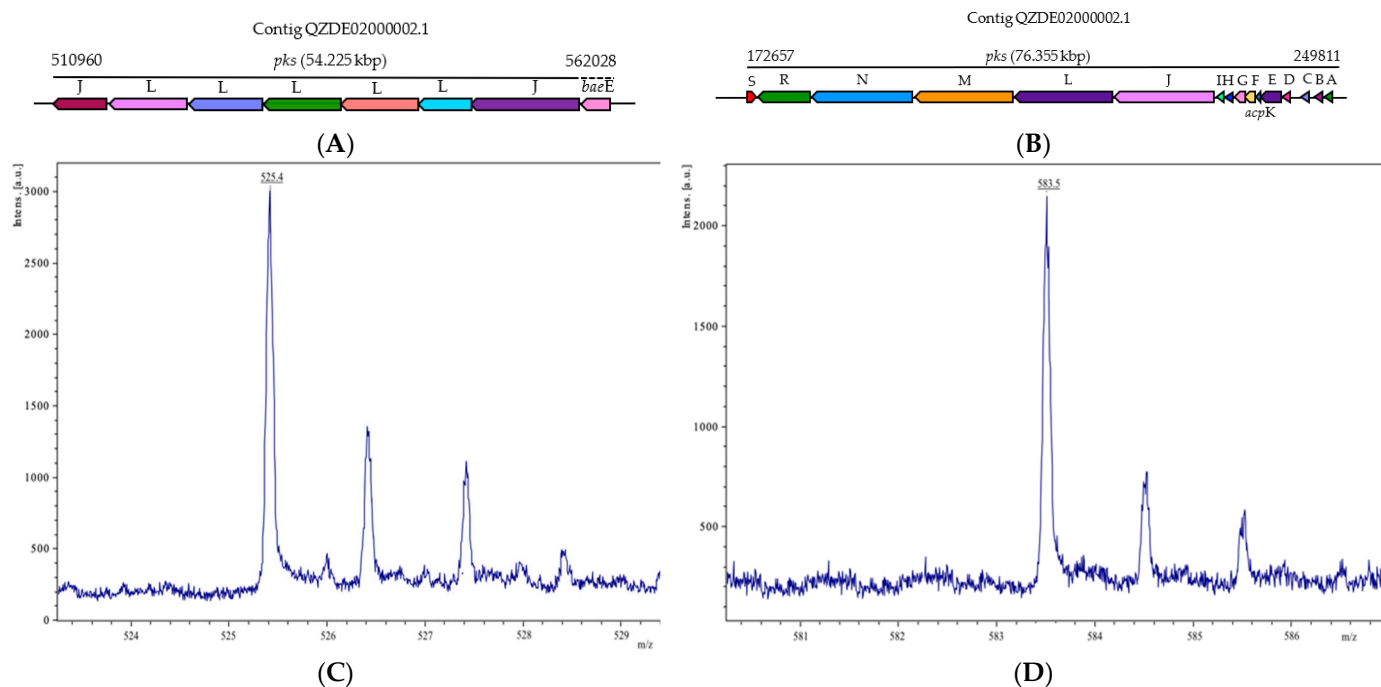 Contig QZDE02000002.1
510960 pks (54.225 kbp) 562028
J L L L L L J baeE
(A)
Contig QZDE02000002.1
172657 pks (76.355 kbp) 249811
S R N M L J I H G F E D C B A
acpK
(B)
525.4
Intens. [a.u.]
3000
2500
2000
1500
1000
500
0
524 525 526 527 528 529
m/z
(C)
583.5
Intens. [a.u.]
2000
1500
1000
500
581 582 583 584 585 586 m/z
(D)